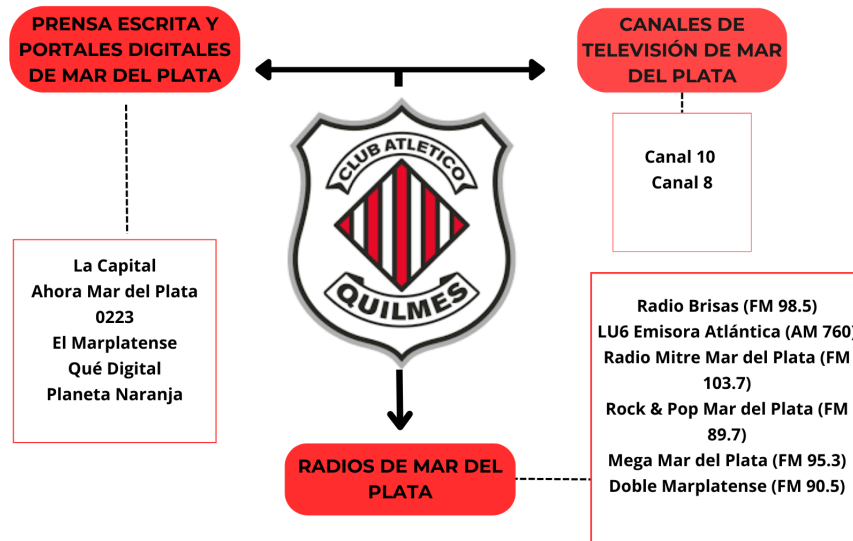 PRENSA ESCRITA Y
PORTALES DIGITALES
DE MAR DEL PLATA
CANALES DE
TELEVISIÓN DE MAR
DEL PLATA
Canal 10
Canal 8
CLUB ATLETICO
QUILMES
La Capital
Ahora Mar del Plata
0223
El Marplatense
Qué Digital
Planeta Naranja
Radio Brisas (FM 98.5)
LU6 Emisora Atlántica (AM 760)
Radio Mitre Mar del Plata (FM
103.7)
Rock & Pop Mar del Plata (FM
89.7)
Mega Mar del Plata (FM 95.3)
Doble Marplatense (FM 90.5)
RADIOS DE MAR DEL
PLATA